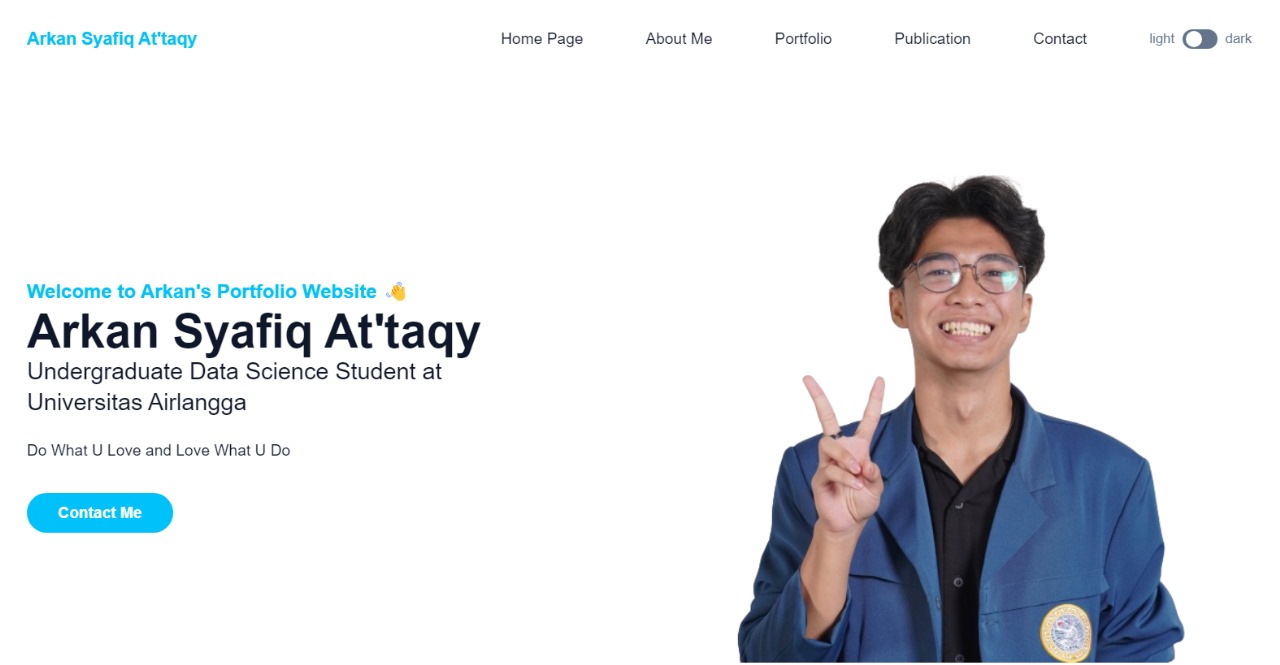 Arkan Syafiq At'taqy
Home Page
About Me
Portfolio
Publication
Contact
light
dark
Welcome to Arkan's Portfolio Website 👋
Arkan Syafiq At'taqy
Undergraduate Data Science Student at
Universitas Airlangga
Do What U Love and Love What U Do
Contact Me